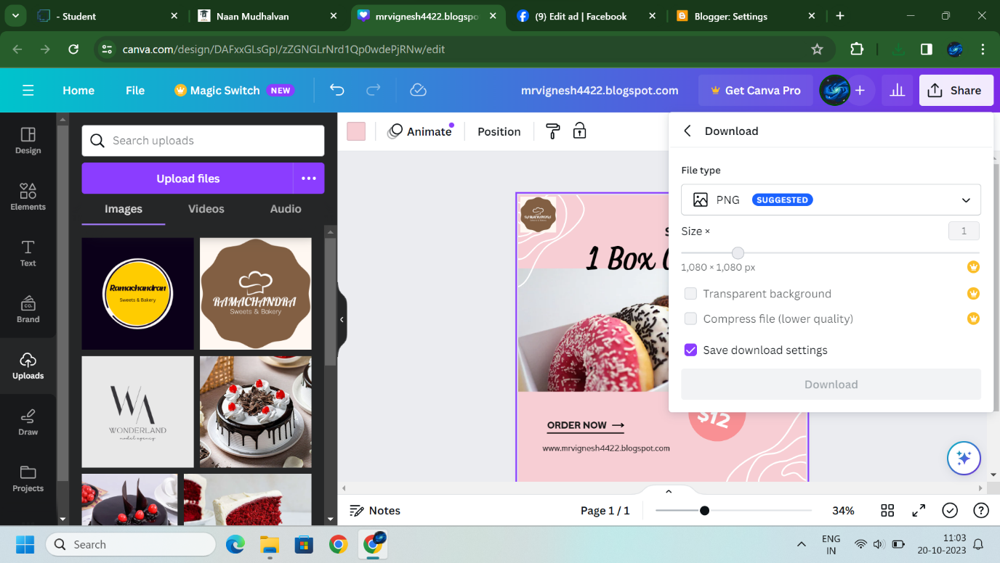 - Student
Naan Mudhalvan
mrvignesh4422.blogspo
(9) Edit ad | Facebook
Blogger: Settings
canva.com/design/DAFxxGLsGpI/zZGNGLrNrd1Qp0wdePjRNw/edit
Home
File
Magic Switch NEW
mrvignesh4422.blogspot.com
Get Canva Pro
Share
Design
Elements
Text
Brand
Uploads
Draw
Projects
Search uploads
Upload files
Images
Videos
Audio
Ramachandran
Sweets & Bakery
RAMACHANDRA
Sweets & Bakery
WA
WONDERLAND
model agency
Animate
Position
1 Box
$12
ORDER NOW
www.mrvignesh4422.blogspot.com
Download
File type
PNG SUGGESTED
Size ×
1
1,080 × 1,080 px
Transparent background
Compress file (lower quality)
Save download settings
Download
Notes
Page 1 / 1
34%
Search
ENG
IN
11:03
20-10-2023